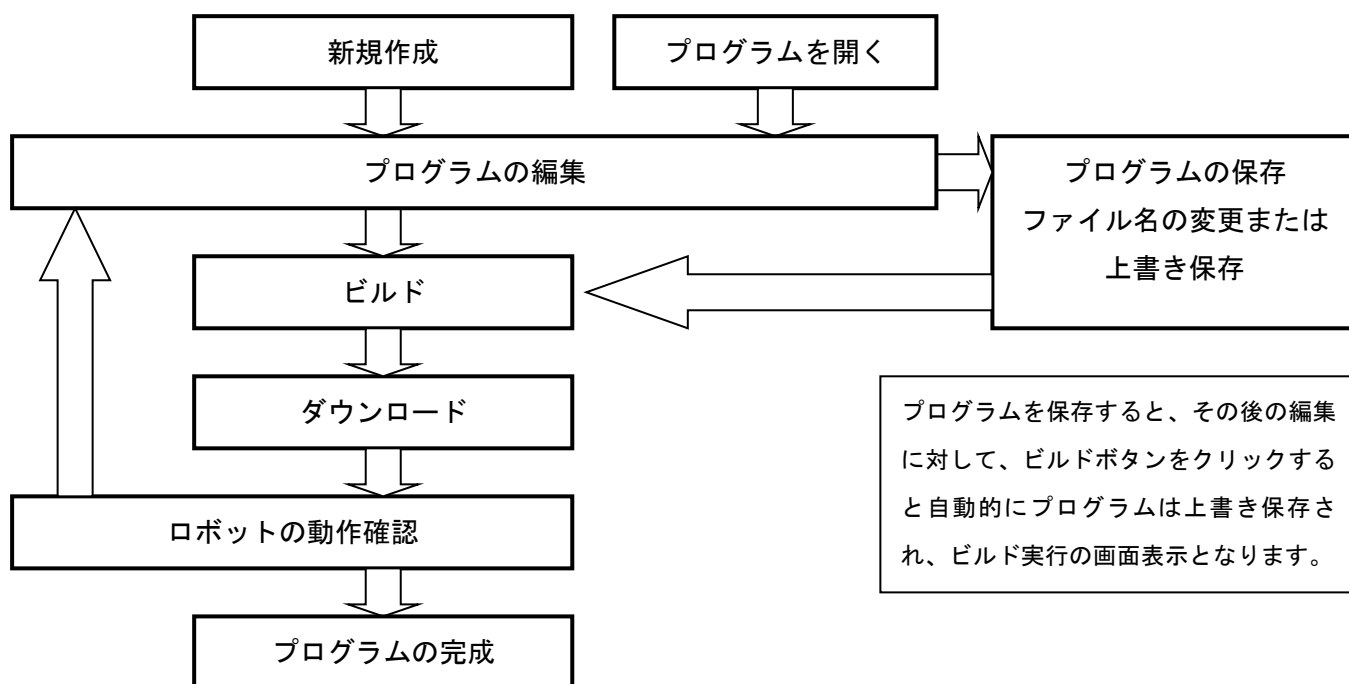 新規作成
プログラムを開く
プログラムの編集
プログラムの保存
ファイル名の変更または
上書き保存
ビルド
ダウンロード
プログラムを保存すると、その後の編集
に対して、ビルドボタンをクリックする
と自動的にプログラムは上書き保存さ
れ、ビルド実行の画面表示となります。
ロボットの動作確認
プログラムの完成